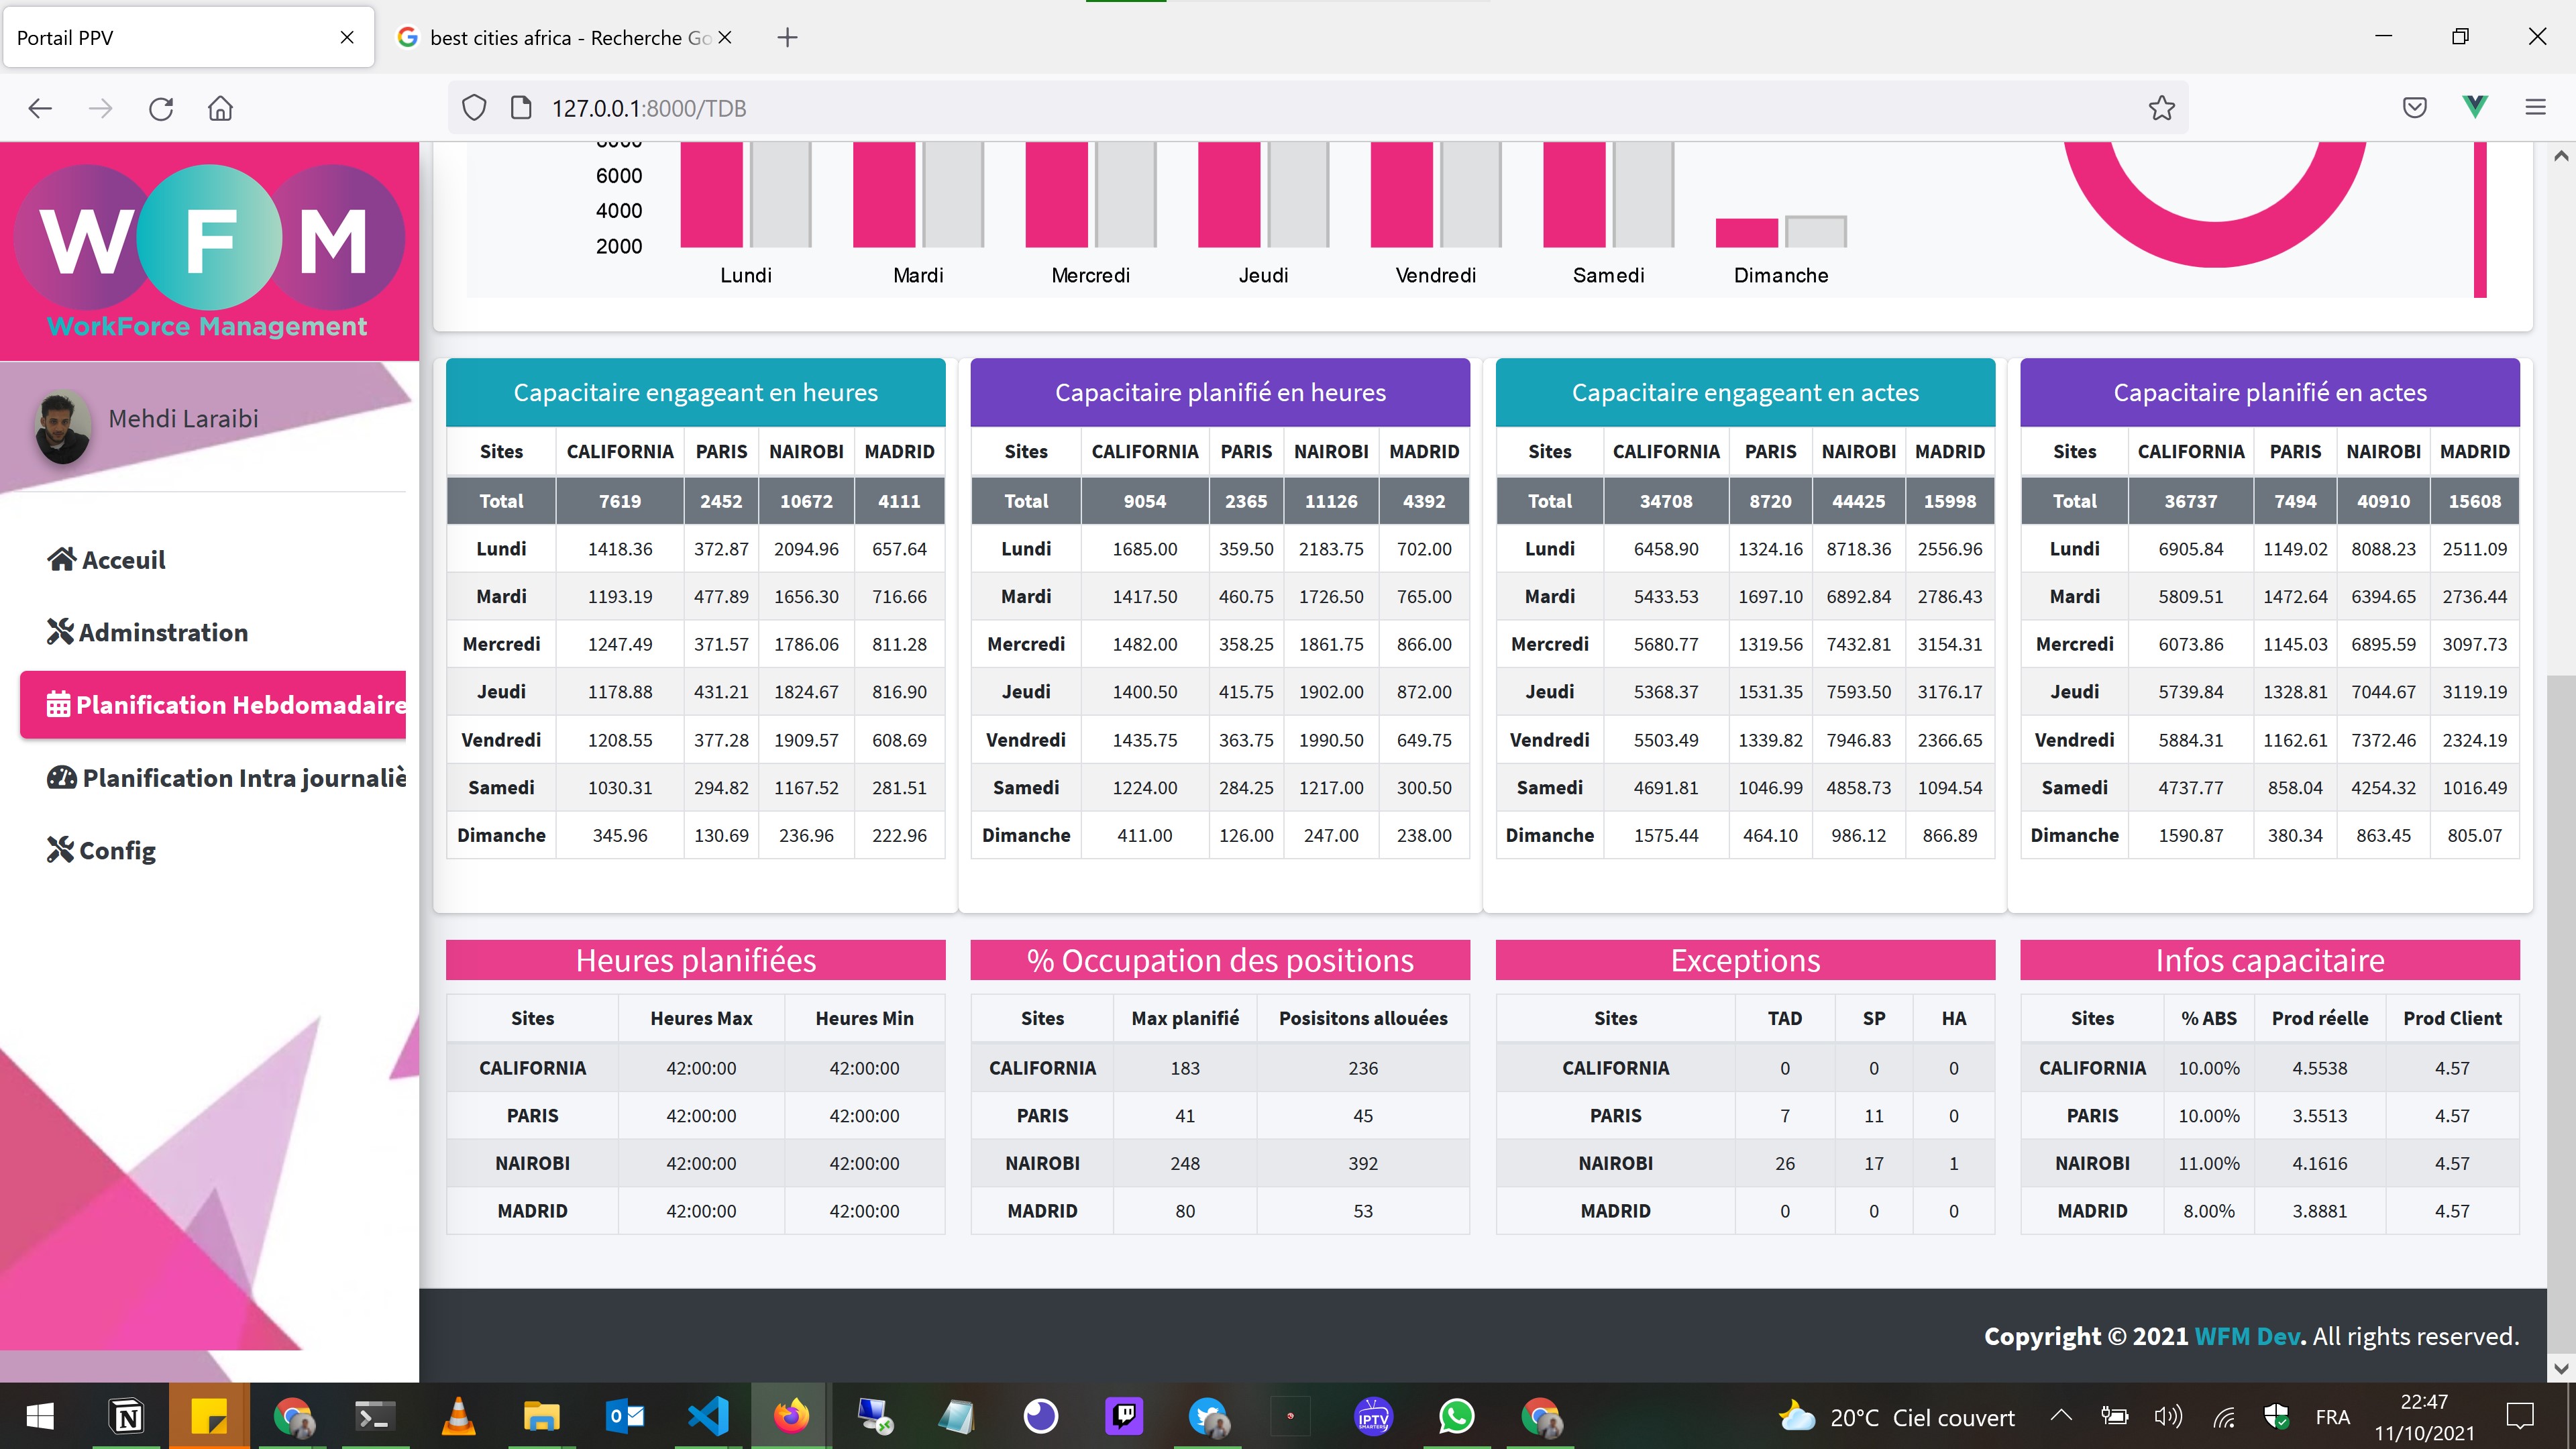 Portail PPV
best cities africa - Recherche Go
127.0.0.1:8000/TDB
W F M
WorkForce Management
Mehdi Laraibi
Acceuil
Adminstration
Planification Hebdomadaire
Planification Intra journaliè
Config
6000
4000
2000
Lundi Mardi Mercredi Jeudi Vendredi Samedi Dimanche
Capacitaire engageant en heures
Sites CALIFORNIA PARIS NAIROBI MADRID
Total 7619 2452 10672 4111
Lundi 1418.36 372.87 2094.96 657.64
Mardi 1193.19 477.89 1656.30 716.66
Mercredi 1247.49 371.57 1786.06 811.28
Jeudi 1178.88 431.21 1824.67 816.90
Vendredi 1208.55 377.28 1909.57 608.69
Samedi 1030.31 294.82 1167.52 281.51
Dimanche 345.96 130.69 236.96 222.96
Capacitaire planifié en heures
Sites CALIFORNIA PARIS NAIROBI MADRID
Total 9054 2365 11126 4392
Lundi 1685.00 359.50 2183.75 702.00
Mardi 1417.50 460.75 1726.50 765.00
Mercredi 1482.00 358.25 1861.75 866.00
Jeudi 1400.50 415.75 1902.00 872.00
Vendredi 1435.75 363.75 1990.50 649.75
Samedi 1224.00 284.25 1217.00 300.50
Dimanche 411.00 126.00 247.00 238.00
Capacitaire engageant en actes
Sites CALIFORNIA PARIS NAIROBI MADRID
Total 34708 8720 44425 15998
Lundi 6458.90 1324.16 8718.36 2556.96
Mardi 5433.53 1697.10 6892.84 2786.43
Mercredi 5680.77 1319.56 7432.81 3154.31
Jeudi 5368.37 1531.35 7593.50 3176.17
Vendredi 5503.49 1339.82 7946.83 2366.65
Samedi 4691.81 1046.99 4858.73 1094.54
Dimanche 1575.44 464.10 986.12 866.89
Capacitaire planifié en actes
Sites CALIFORNIA PARIS NAIROBI MADRID
Total 36737 7494 40910 15608
Lundi 6905.84 1149.02 8088.23 2511.09
Mardi 5809.51 1472.64 6394.65 2736.44
Mercredi 6073.86 1145.03 6895.59 3097.73
Jeudi 5739.84 1328.81 7044.67 3119.19
Vendredi 5884.31 1162.61 7372.46 2324.19
Samedi 4737.77 858.04 4254.32 1016.49
Dimanche 1590.87 380.34 863.45 805.07
Heures planifiées
Sites Heures Max Heures Min
CALIFORNIA 42:00:00 42:00:00
PARIS 42:00:00 42:00:00
NAIROBI 42:00:00 42:00:00
MADRID 42:00:00 42:00:00
% Occupation des positions
Sites Max planifié Posisitons allouées
CALIFORNIA 183 236
PARIS 41 45
NAIROBI 248 392
MADRID 80 53
Exceptions
Sites TAD SP HA
CALIFORNIA 0 0 0
PARIS 7 11 0
NAIROBI 26 17 1
MADRID 0 0 0
Infos capacitaire
Sites % ABS Prod réelle Prod Client
CALIFORNIA 10.00% 4.5538 4.57
PARIS 10.00% 3.5513 4.57
NAIROBI 11.00% 4.1616 4.57
MADRID 8.00% 3.8881 4.57
Copyright © 2021 WFM Dev. All rights reserved.
IPTV
20°C Ciel couvert
FRA
22:47
11/10/2021